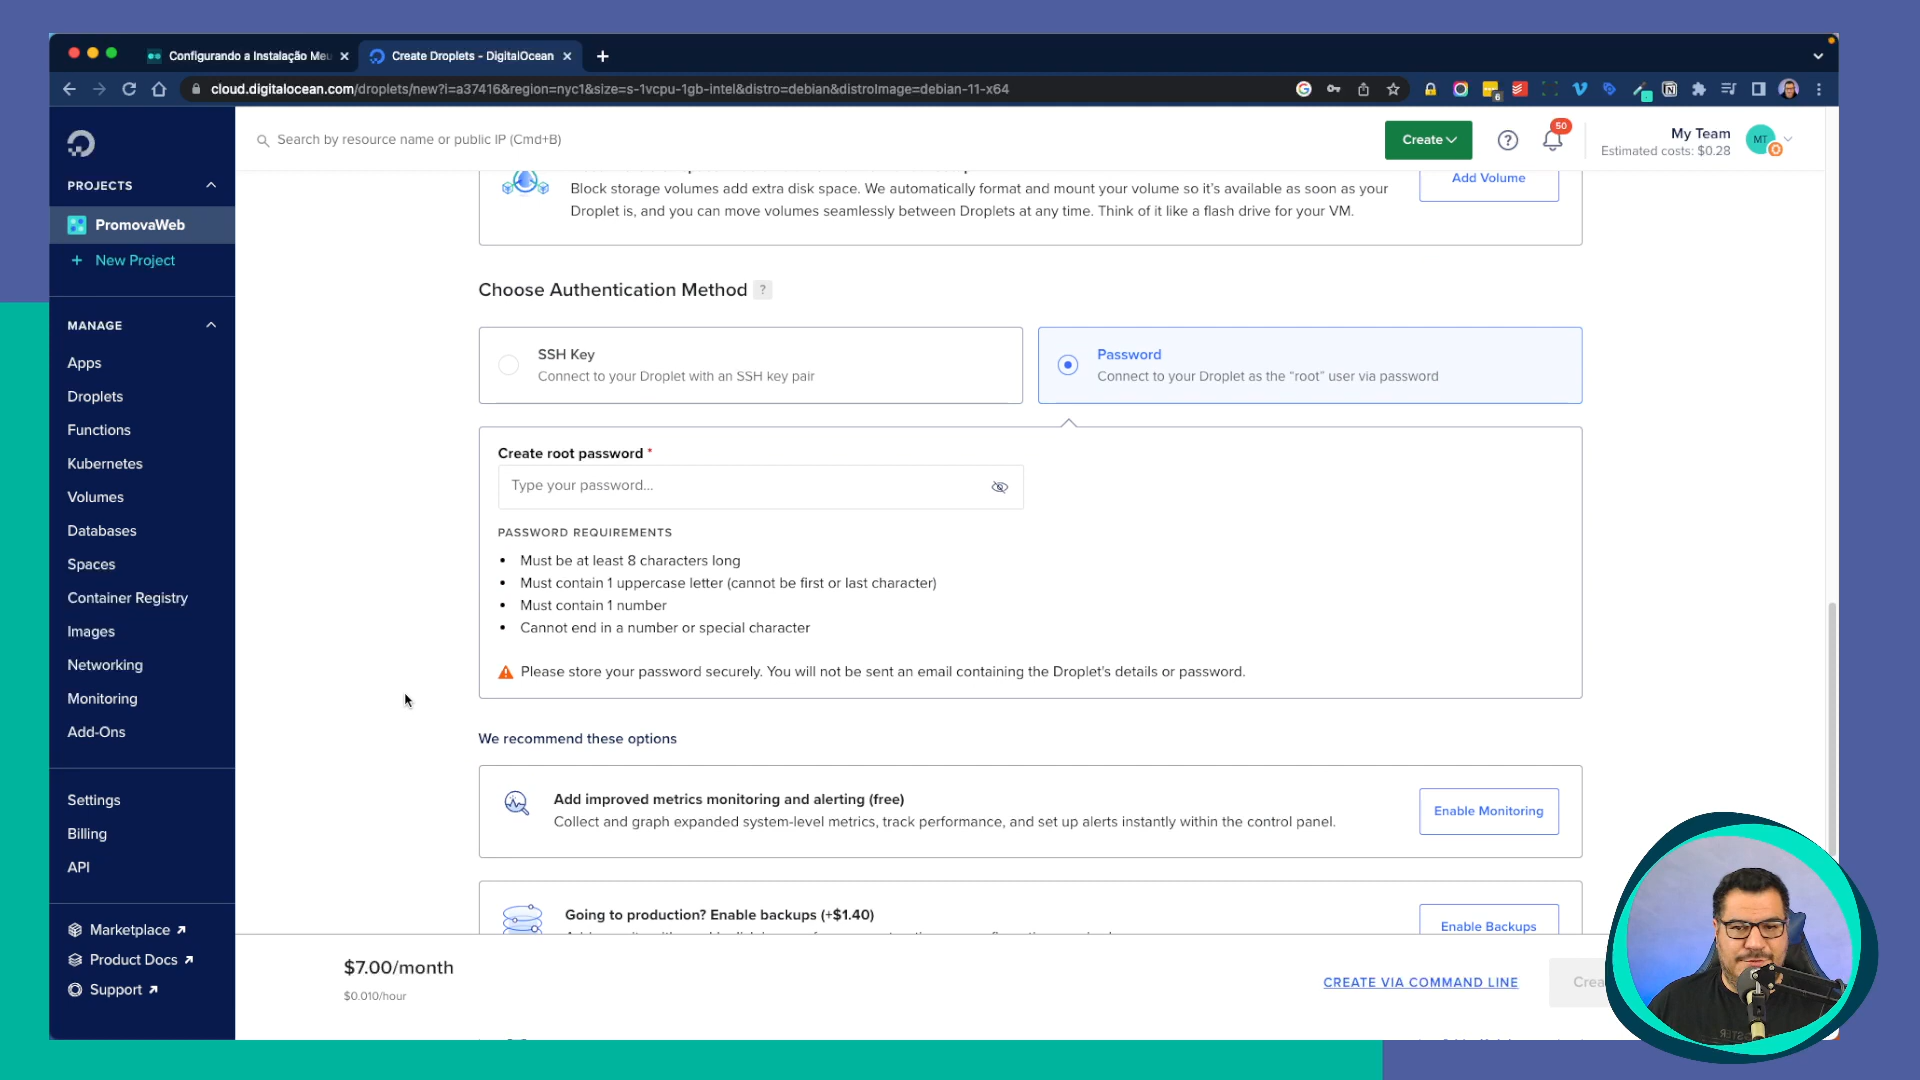 Configurando a Instalação Meu
Create Droplets - DigitalOcean
cloud.digitalocean.com/droplets/new?i=a37416&region=nyc1&size=s-1vcpu-1gb-intel&distro=debian&distroImage=debian-11-x64
6
Search by resource name or public IP (Cmd+B)
Create
50
My Team
Estimated costs: $0.28
MT
PROJECTS
PromovaWeb
+ New Project
MANAGE
Apps
Droplets
Functions
Kubernetes
Volumes
Databases
Spaces
Container Registry
Images
Networking
Monitoring
Add-Ons
Settings
Billing
API
Marketplace
Product Docs
Support
Block storage volumes add extra disk space. We automatically format and mount your volume so it's available as soon as your
Droplet is, and you can move volumes seamlessly between Droplets at any time. Think of it like a flash drive for your VM.
Add Volume
Choose Authentication Method ?
SSH Key
Connect to your Droplet with an SSH key pair
Password
Connect to your Droplet as the "root" user via password
Create root password *
Type your password...
PASSWORD REQUIREMENTS
• Must be at least 8 characters long
• Must contain 1 uppercase letter (cannot be first or last character)
• Must contain 1 number
• Cannot end in a number or special character
Please store your password securely. You will not be sent an email containing the Droplet's details or password.
We recommend these options
Add improved metrics monitoring and alerting (free)
Collect and graph expanded system-level metrics, track performance, and set up alerts instantly within the control panel.
Enable Monitoring
Going to production? Enable backups (+$1.40)
Enable Backups
$7.00/month
$0.010/hour
CREATE VIA COMMAND LINE
Crea